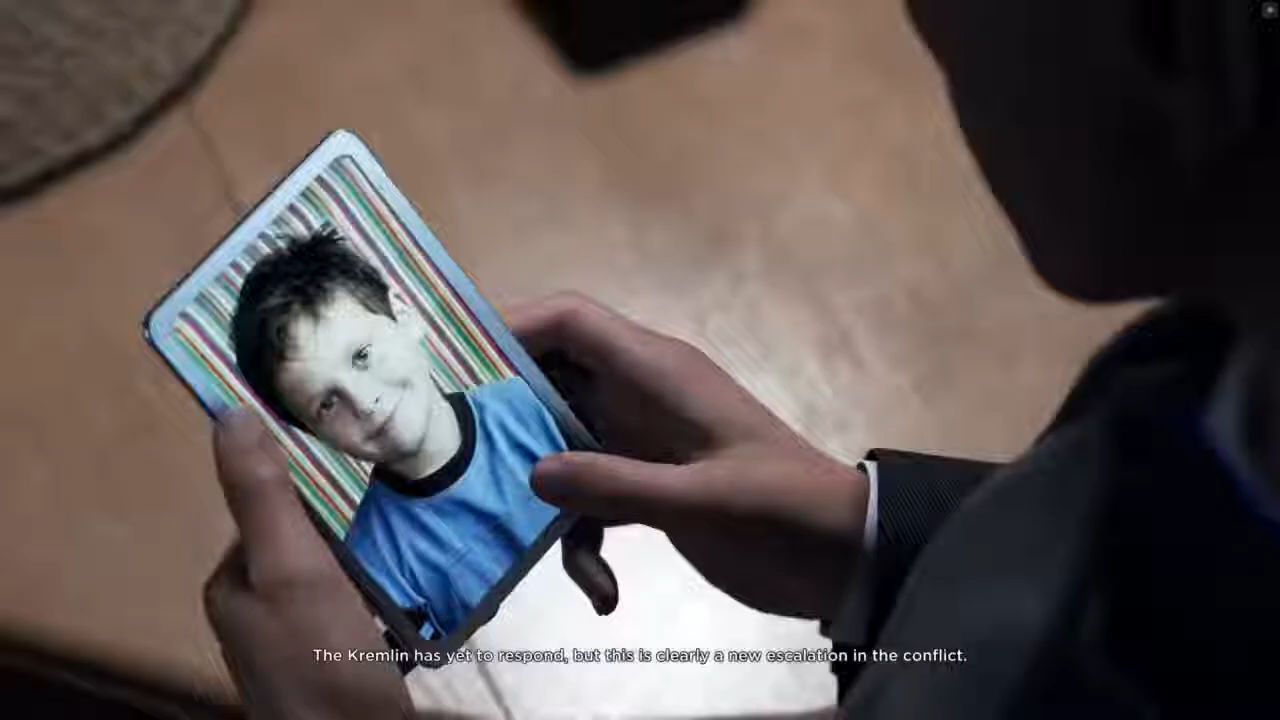 The Kremlin has yet to respond, but this is clearly a new escalation in the conflict.